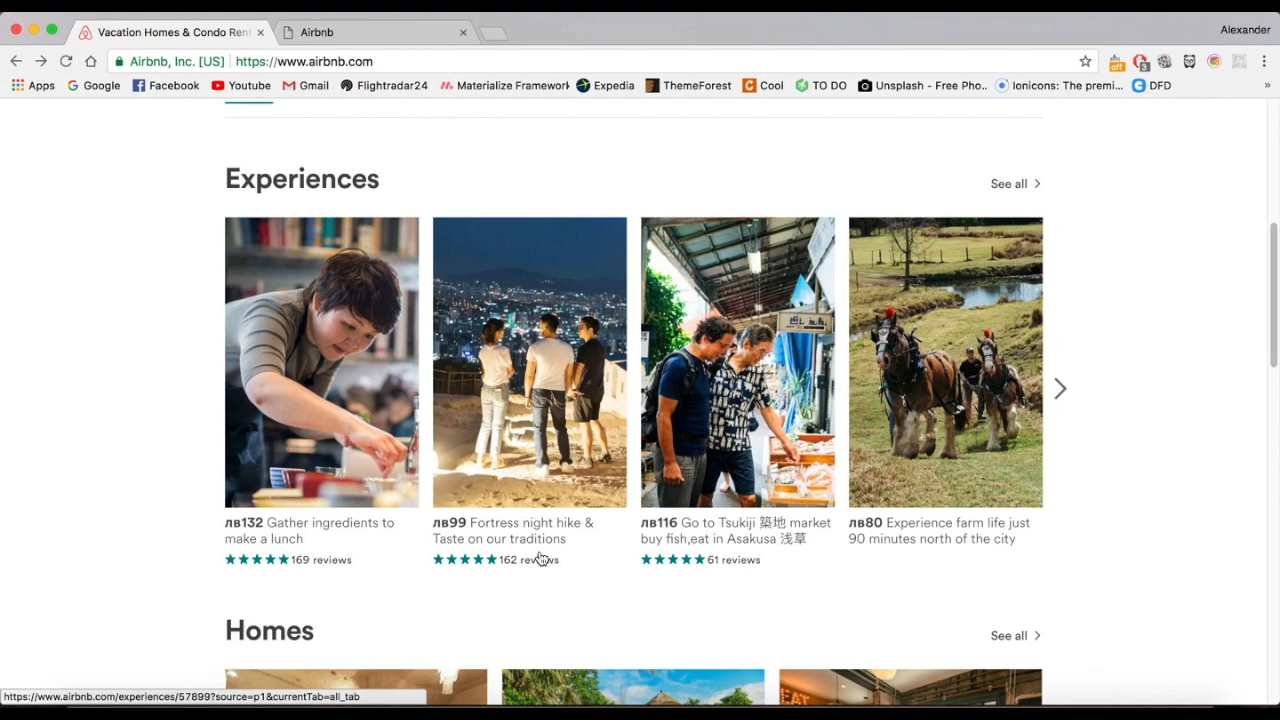 Vacation Homes & Condo Rent
Airbnb
Alexander
Airbnb, Inc. [US] https://www.airbnb.com
off
3
Apps Google Facebook Youtube Gmail Flightradar24 Materialize Framework Expedia ThemeForest Cool TO DO Unsplash - Free Pho... Ionicons: The premi... DFD »
Experiences
See all
лв132 Gather ingredients to
make a lunch
169 reviews
лв99 Fortress night hike &
Taste on our traditions
162 reviews
лв116 Go to Tsukiji 築地 market
buy fish,eat in Asakusa 浅草
61 reviews
лв80 Experience farm life just
90 minutes north of the city
Homes
See all
https://www.airbnb.com/experiences/57899?source=p1&currentTab=all_tab